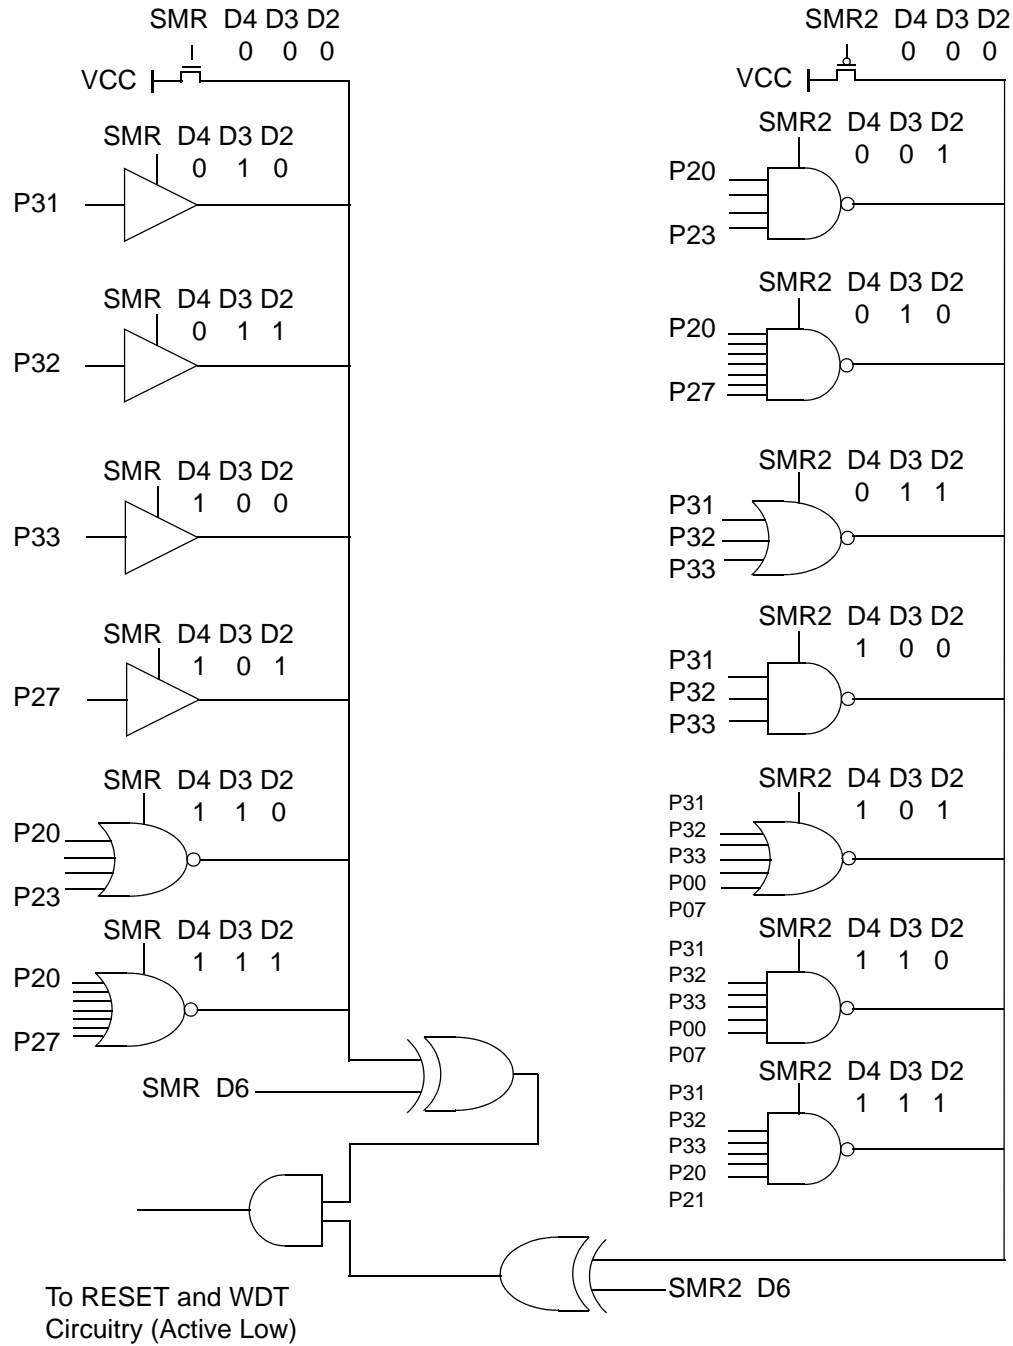 SMR D4 D3 D2
0 0 0
VCC
SMR D4 D3 D2
0 1 0
P31
SMR D4 D3 D2
0 1 1
P32
SMR D4 D3 D2
1 0 0
P33
SMR D4 D3 D2
1 0 1
P27
SMR D4 D3 D2
1 1 0
P20
P23
SMR D4 D3 D2
1 1 1
P20
P27
SMR D6
To RESET and WDT
Circuitry (Active Low)
SMR2 D4 D3 D2
0 0 0
VCC
SMR2 D4 D3 D2
0 0 1
P20
P23
SMR2 D4 D3 D2
0 1 0
P20
P27
SMR2 D4 D3 D2
0 1 1
P31
P32
P33
SMR2 D4 D3 D2
1 0 0
P31
P32
P33
SMR2 D4 D3 D2
1 0 1
P31
P32
P33
P00
P07
SMR2 D4 D3 D2
1 1 0
P31
P32
P33
P00
P07
SMR2 D4 D3 D2
1 1 1
P31
P32
P33
P20
P21
SMR2 D6